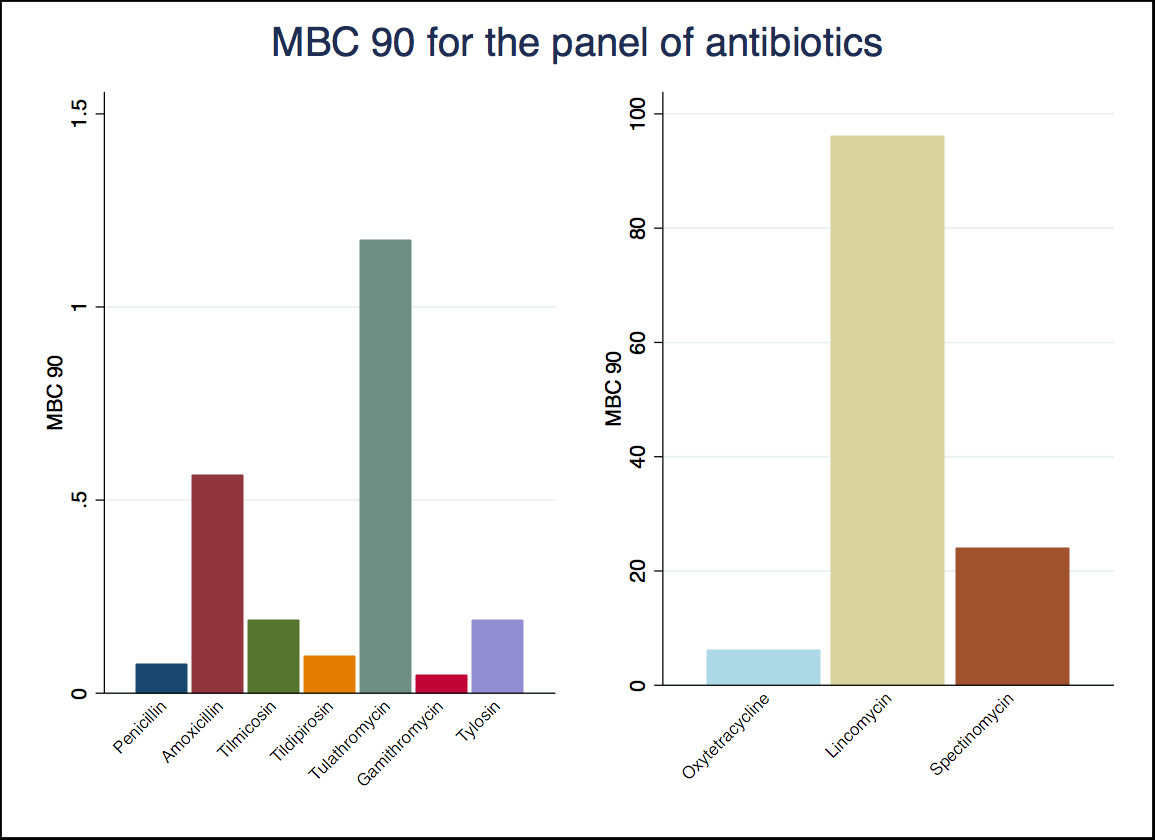 MBC 90 for the panel of antibiotics
MBC 90
1.5
1
.5
0
Penicillin
Amoxicillin
Tilmicosin
Tildipirosin
Tulathromycin
Gamithromycin
Tylosin
MBC 90
100
80
60
40
20
0
Oxytetracycline
Lincomycin
Spectinomycin